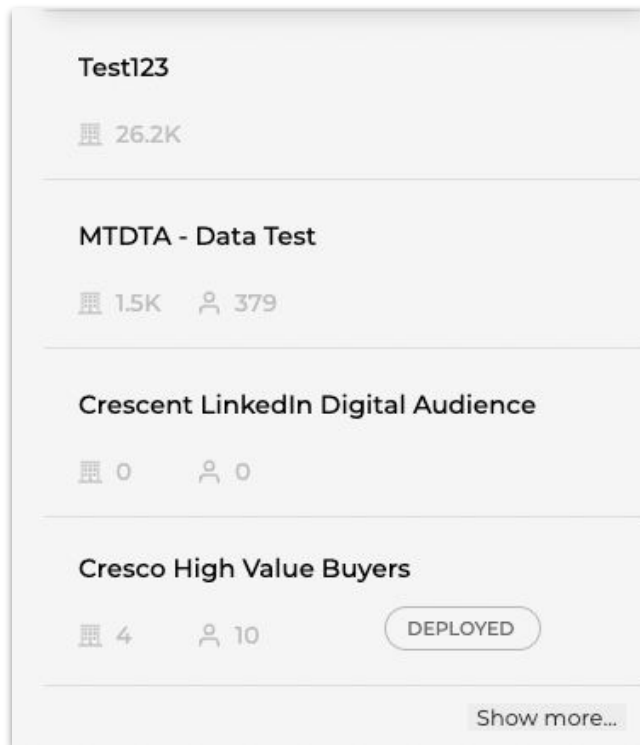 Test123
26.2K
MTDTA - Data Test
1.5K 379
Crescent LinkedIn Digital Audience
0 0
Cresco High Value Buyers
4 10 DEPLOYED
Show more...